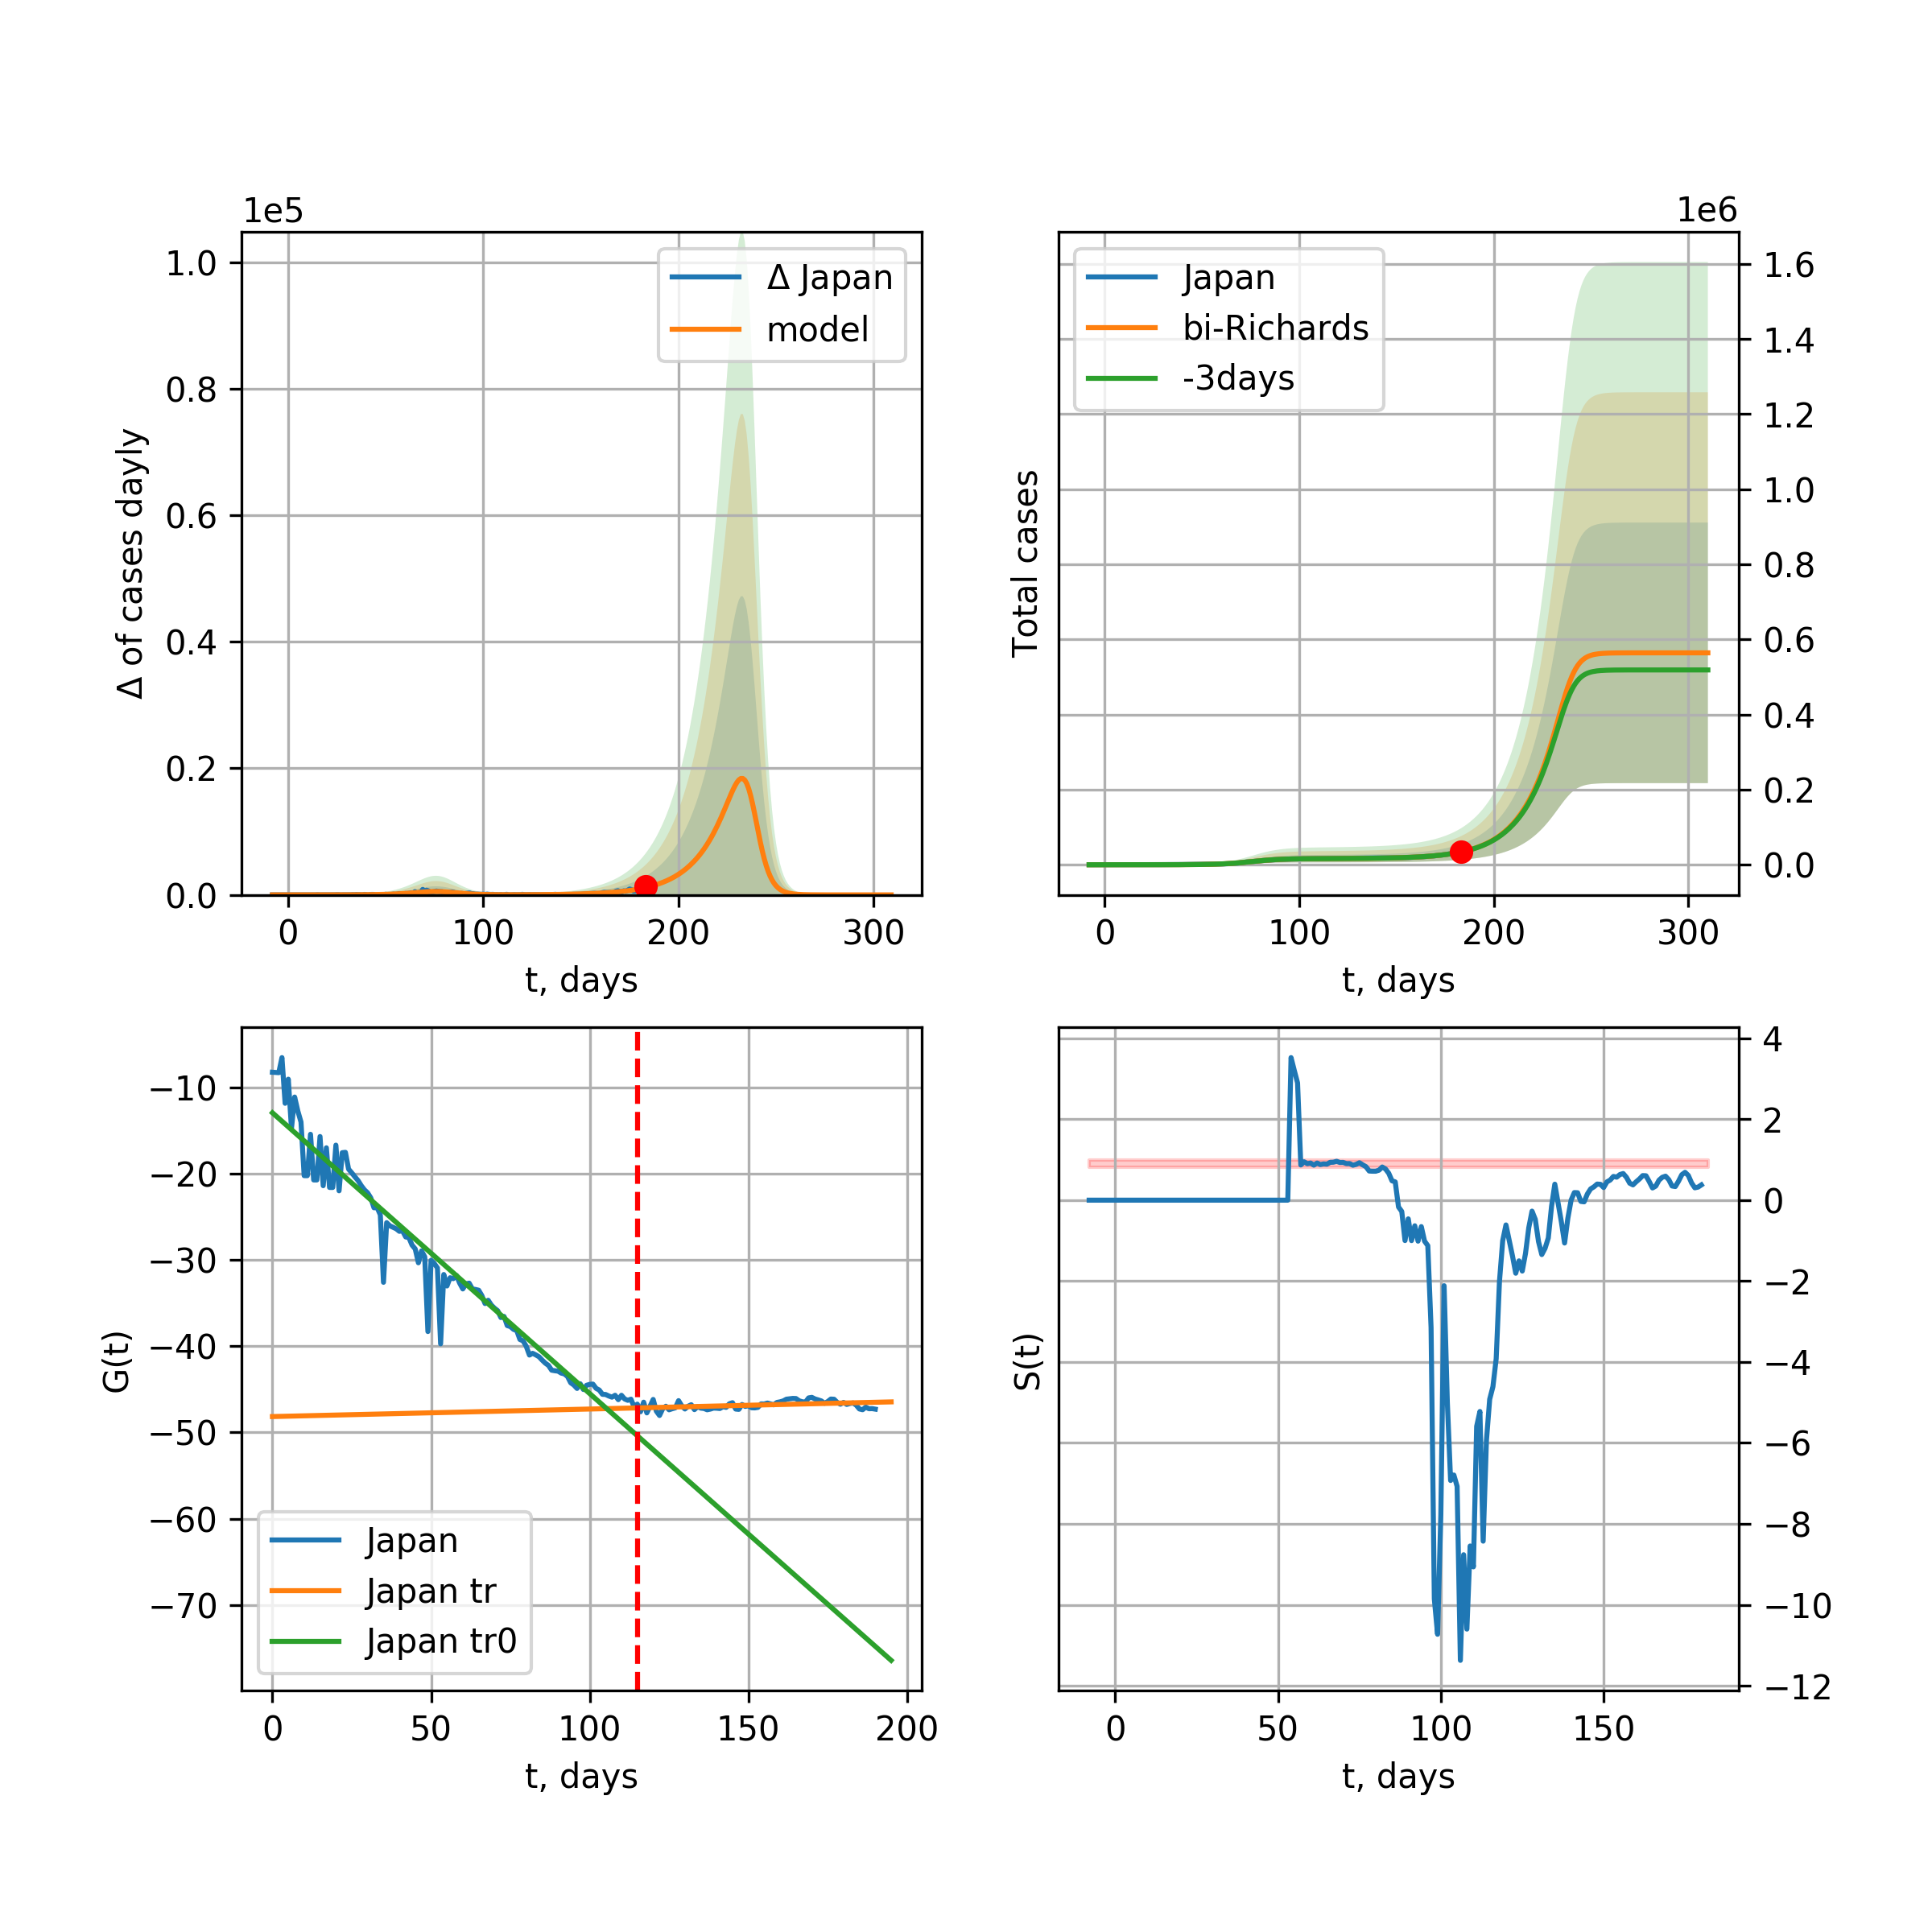 1e5
1.0
0.8
0.6
0.4
0.2
0.0
Δ of cases dayly
Δ Japan
model
0 100 200 300
t, days
1e6
1.6
1.4
1.2
1.0
0.8
0.6
0.4
0.2
0.0
Total cases
Japan
bi-Richards
-3days
0 100 200 300
t, days
−10
−20
−30
−40
−50
−60
−70
G(t)
Japan
Japan tr
Japan tr0
0 50 100 150 200
t, days
4
2
0
−2
−4
−6
−8
−10
−12
S(t)
0 50 100 150
t, days